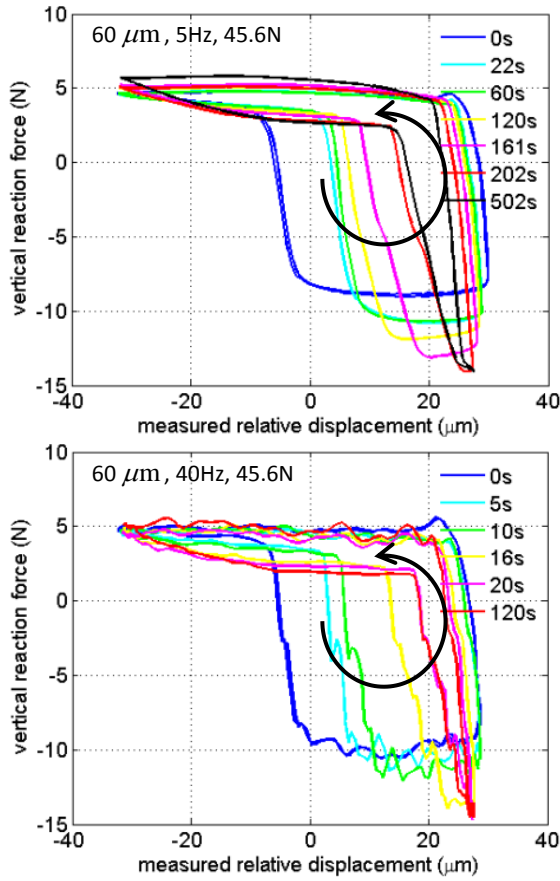 60 μm , 5Hz, 45.6N
vertical reaction force (N)
10
5
0
-5
-10
-15
-40
-20
0
20
40
measured relative displacement (μm)
0s
22s
60s
120s
161s
202s
502s
60 μm , 40Hz, 45.6N
vertical reaction force (N)
10
5
0
-5
-10
-15
-40
-20
0
20
40
measured relative displacement (μm)
0s
5s
10s
16s
20s
120s